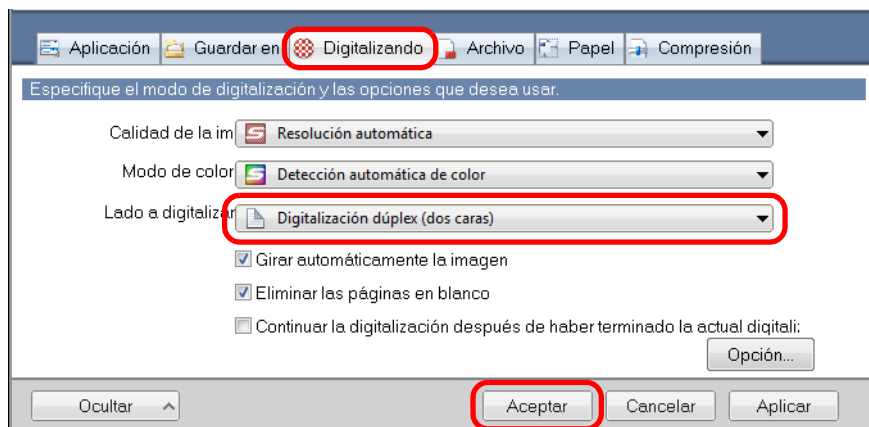 Aplicación Guardar en Digitalizando Archivo Papel Compresión
Especifique el modo de digitalización y las opciones que desea usar.
Calidad de la im Resolución automática
Modo de color Detección automática de color
Lado a digitalizar Digitalización dúplex (dos caras)
Girar automáticamente la imagen
Eliminar las páginas en blanco
Continuar la digitalización después de haber terminado la actual digitali
Opción...
Ocultar Aceptar Cancelar Aplicar